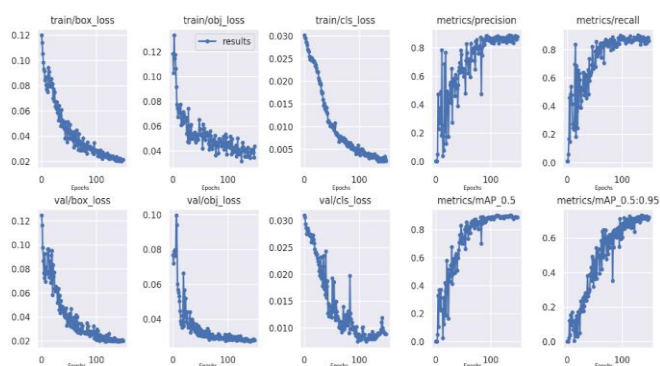 train/box_loss train/obj_loss train/cls_loss metrics/precision metrics/recall
results
0.12 0.10 0.08 0.06 0.04 0.02
0.12 0.10 0.08 0.06 0.04
0.030 0.025 0.020 0.015 0.010 0.005
0.8 0.6 0.4 0.2 0.0
0.8 0.6 0.4 0.2 0.0
0 100 0 100 0 100 0 100 0 100
Epochs Epochs Epochs Epochs Epochs
val/box_loss val/obj_loss val/cls_loss metrics/mAP_0.5 metrics/mAP_0.5:0.95
0.12 0.10 0.08 0.06 0.04 0.02
0.10 0.08 0.06 0.04
0.030 0.025 0.020 0.015 0.010
0.8 0.6 0.4 0.2 0.0
0.6 0.4 0.2 0.0
0 100 0 100 0 100 0 100 0 100
Epochs Epochs Epochs Epochs Epochs